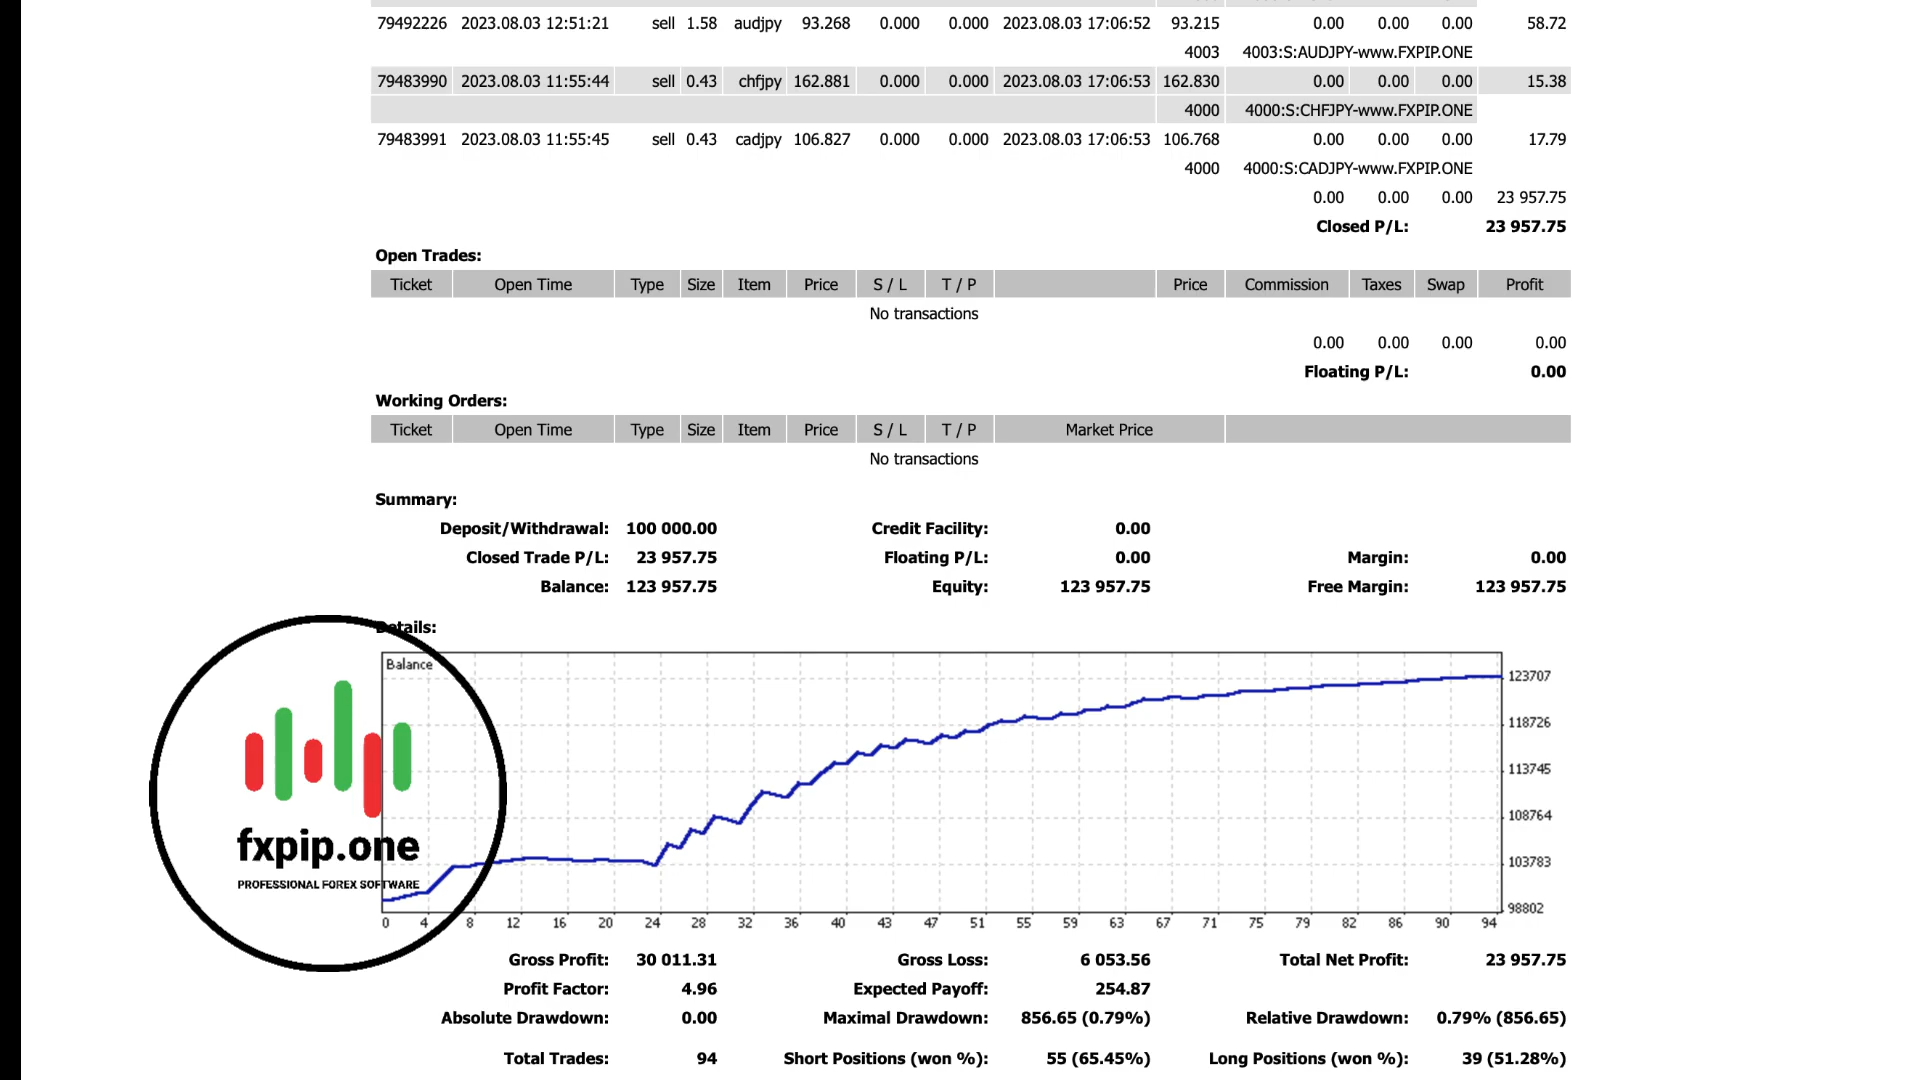 79492226 2023.08.03 12:51:21 sell 1.58 audjpy 93.268 0.000 0.000 2023.08.03 17:06:52 93.215 0.00 0.00 0.00 58.72
4003 4003:S:AUDJPY-www.FXPIP.ONE
79483990 2023.08.03 11:55:44 sell 0.43 chfjpy 162.881 0.000 0.000 2023.08.03 17:06:53 162.830 0.00 0.00 0.00 15.38
4000 4000:S:CHFJPY-www.FXPIP.ONE
79483991 2023.08.03 11:55:45 sell 0.43 cadjpy 106.827 0.000 0.000 2023.08.03 17:06:53 106.768 0.00 0.00 0.00 17.79
4000 4000:S:CADJPY-www.FXPIP.ONE
0.00 0.00 0.00 23 957.75
Closed P/L: 23 957.75
Open Trades:
Ticket Open Time Type Size Item Price S / L T / P Price Commission Taxes Swap Profit
No transactions
0.00 0.00 0.00 0.00
Floating P/L: 0.00
Working Orders:
Ticket Open Time Type Size Item Price S / L T / P Market Price
No transactions
Summary:
Deposit/Withdrawal: 100 000.00 Credit Facility: 0.00
Closed Trade P/L: 23 957.75 Floating P/L: 0.00 Margin: 0.00
Balance: 123 957.75 Equity: 123 957.75 Free Margin: 123 957.75
Details:
Balance
123707
118726
113745
108764
103783
98802
0 4 8 12 16 20 24 28 32 36 40 43 47 51 55 59 63 67 71 75 79 82 86 90 94
fxpip.one
PROFESSIONAL FOREX SOFTWARE
Gross Profit: 30 011.31 Gross Loss: 6 053.56 Total Net Profit: 23 957.75
Profit Factor: 4.96 Expected Payoff: 254.87
Absolute Drawdown: 0.00 Maximal Drawdown: 856.65 (0.79%) Relative Drawdown: 0.79% (856.65)
Total Trades: 94 Short Positions (won %): 55 (65.45%) Long Positions (won %): 39 (51.28%)